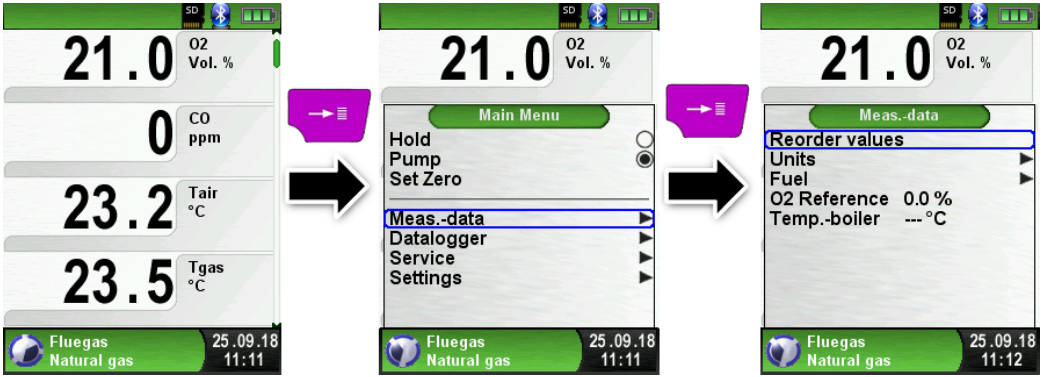 SD
21.0 O2 Vol. %
0 CO ppm
23.2 Tair °C
23.5 Tgas °C
Fluegas 25.09.18
Natural gas 11:11
SD
21.0 O2 Vol. %
Main Menu
Hold
Pump
Set Zero
Meas.-data
Datalogger
Service
Settings
Fluegas 25.09.18
Natural gas 11:11
SD
21.0 O2 Vol. %
Meas.-data
Reorder values
Units
Fuel
O2 Reference 0.0 %
Temp.-boiler --- °C
Fluegas 25.09.18
Natural gas 11:12